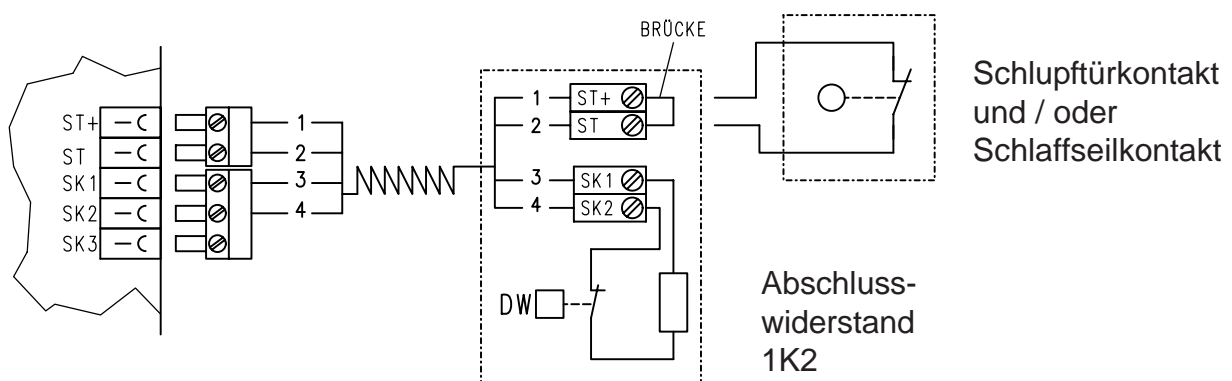 BRÜCKE
ST+
ST
SK1
SK2
SK3
1
2
3
4
1
2
3
4
ST+
ST
SK1
SK2
DW
Schlupftürkontakt
und / oder
Schlaffseilkontakt
Abschluss-
widerstand
1K2